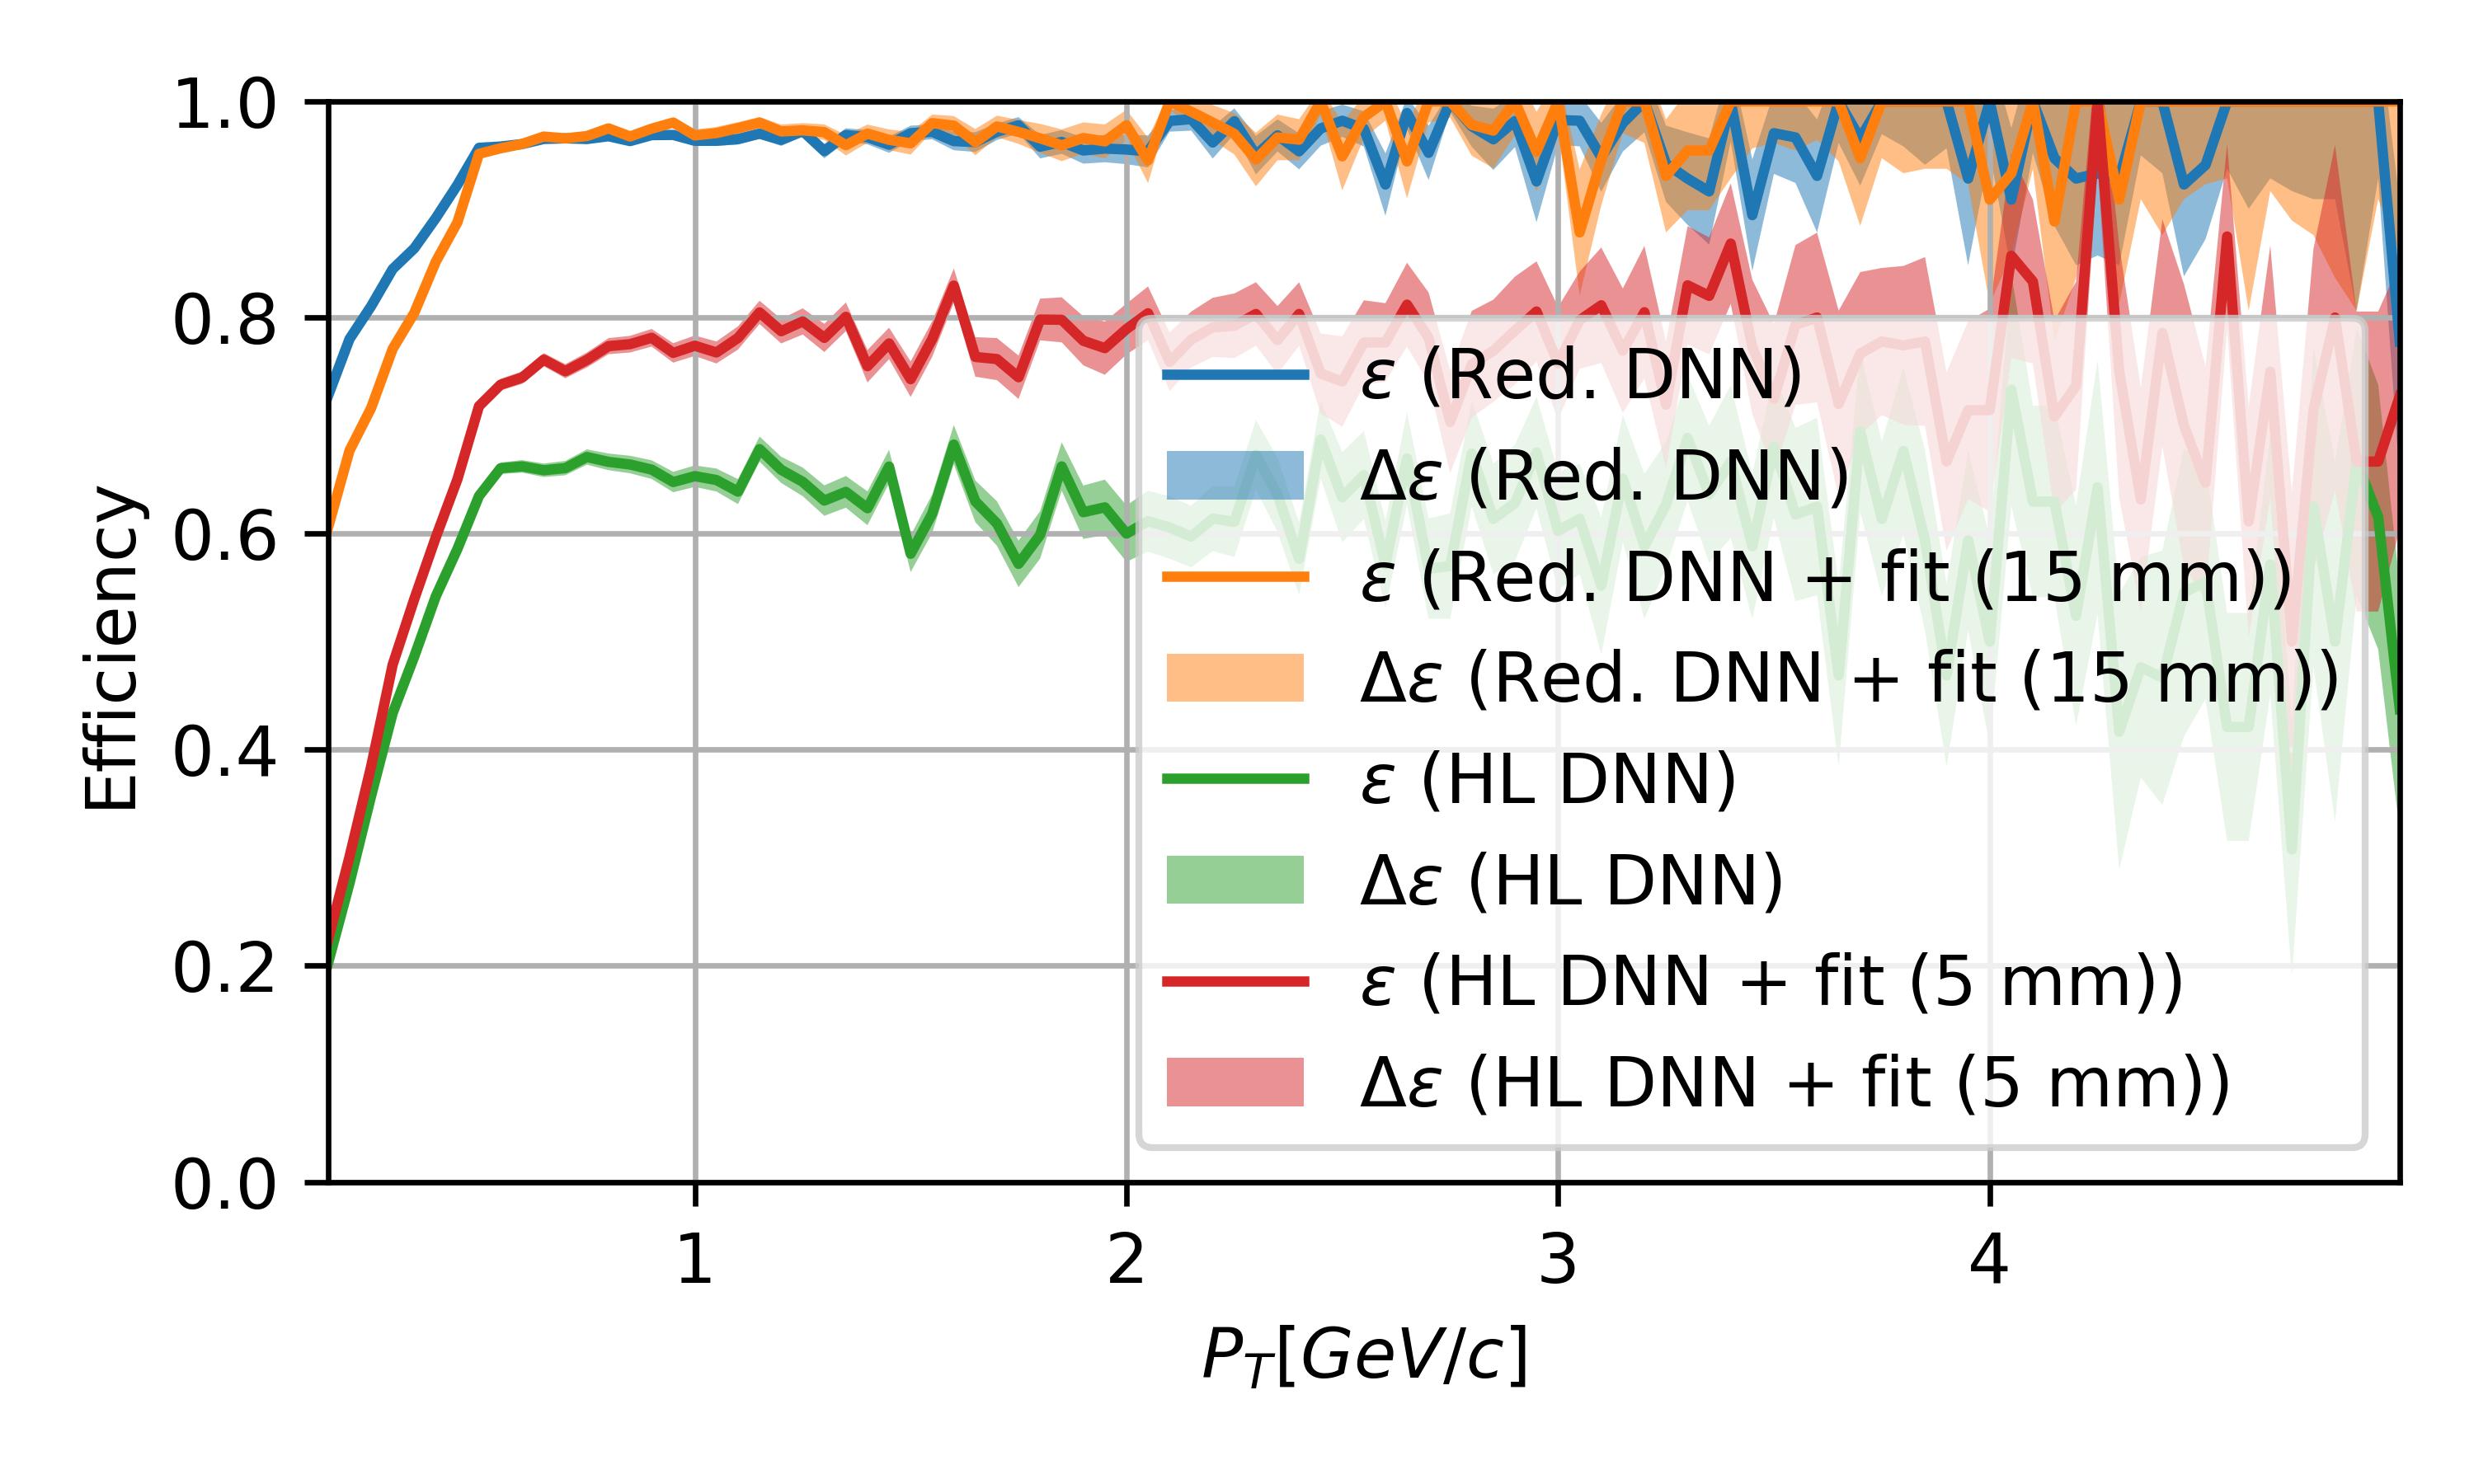 1.0
0.8
0.6
0.4
0.2
0.0
Efficiency
ε (Red. DNN)
Δε (Red. DNN)
ε (Red. DNN + fit (15 mm))
Δε (Red. DNN + fit (15 mm))
ε (HL DNN)
Δε (HL DNN)
ε (HL DNN + fit (5 mm))
Δε (HL DNN + fit (5 mm))
1 2 3 4
P_T[GeV/c]